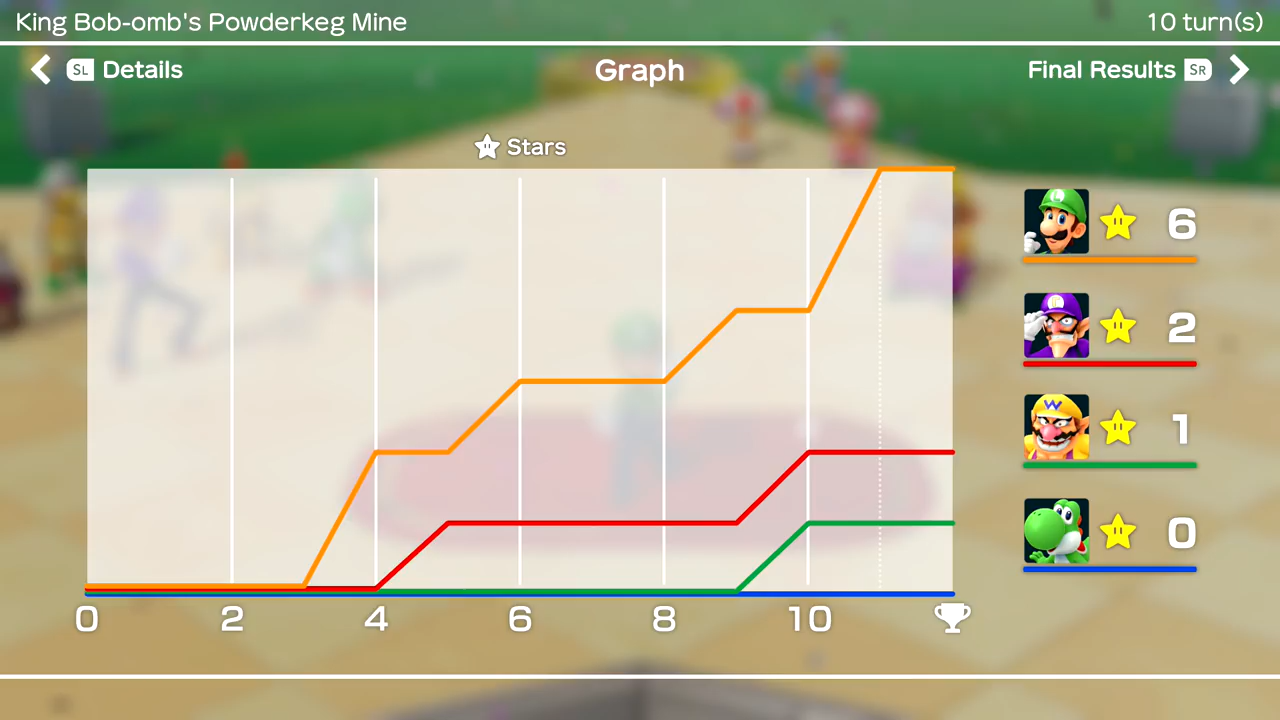 King Bob-omb's Powderkeg Mine 10 turn(s)
SL Details Graph Final Results SR
Stars
6
2
1
0
0 2 4 6 8 10